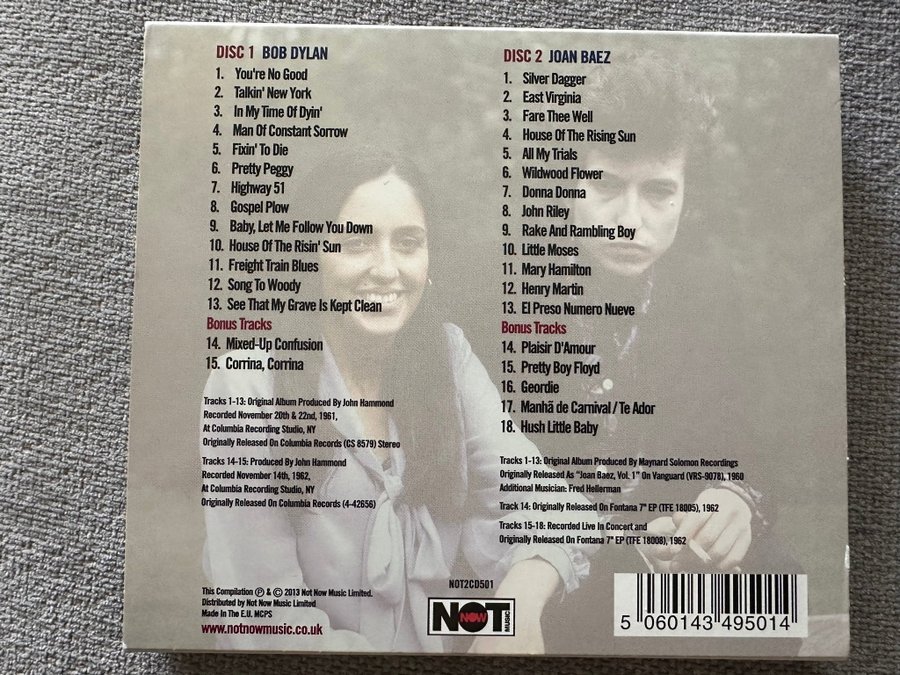 DISC 1 BOB DYLAN
1. You're No Good
2. Talkin' New York
3. In My Time Of Dyin'
4. Man Of Constant Sorrow
5. Fixin' To Die
6. Pretty Peggy
7. Highway 51
8. Gospel Plow
9. Baby, Let Me Follow You Down
10. House Of The Risin' Sun
11. Freight Train Blues
12. Song To Woody
13. See That My Grave Is Kept Clean
Bonus Tracks
14. Mixed-Up Confusion
15. Corrina, Corrina
Tracks 1-13: Original Album Produced By John Hammond
Recorded November 20th & 22nd, 1961,
At Columbia Recording Studio, NY
Originally Released On Columbia Records (CS 8579) Stereo
Tracks 14-15: Produced By John Hammond
Recorded November 14th, 1962,
At Columbia Recording Studio, NY
Originally Released On Columbia Records (4-42656)
DISC 2 JOAN BAEZ
1. Silver Dagger
2. East Virginia
3. Fare Thee Well
4. House Of The Rising Sun
5. All My Trials
6. Wildwood Flower
7. Donna Donna
8. John Riley
9. Rake And Rambling Boy
10. Little Moses
11. Mary Hamilton
12. Henry Martin
13. El Preso Numero Nueve
Bonus Tracks
14. Plaisir D'Amour
15. Pretty Boy Floyd
16. Geordie
17. Manhã de Carnival / Te Ador
18. Hush Little Baby
Tracks 1-13: Original Album Produced By Maynard Solomon Recordings
Originally Released As "Joan Baez, Vol. 1" On Vanguard (VRS-9078), 1960
Additional Musician: Fred Hellerman
Track 14: Originally Released On Fontana 7" EP (TFE 18005), 1962
Tracks 15-18: Recorded Live In Concert and
Originally Released On Fontana 7" EP (TFE 18008), 1962
This Compilation ℗ & © 2013 Not Now Music Limited.
Distributed by Not Now Music Limited
Made In The E.U. MCPS
www.notnowmusic.co.uk
NOT2CD501
NOT NOW MUSIC
5 060143 495014